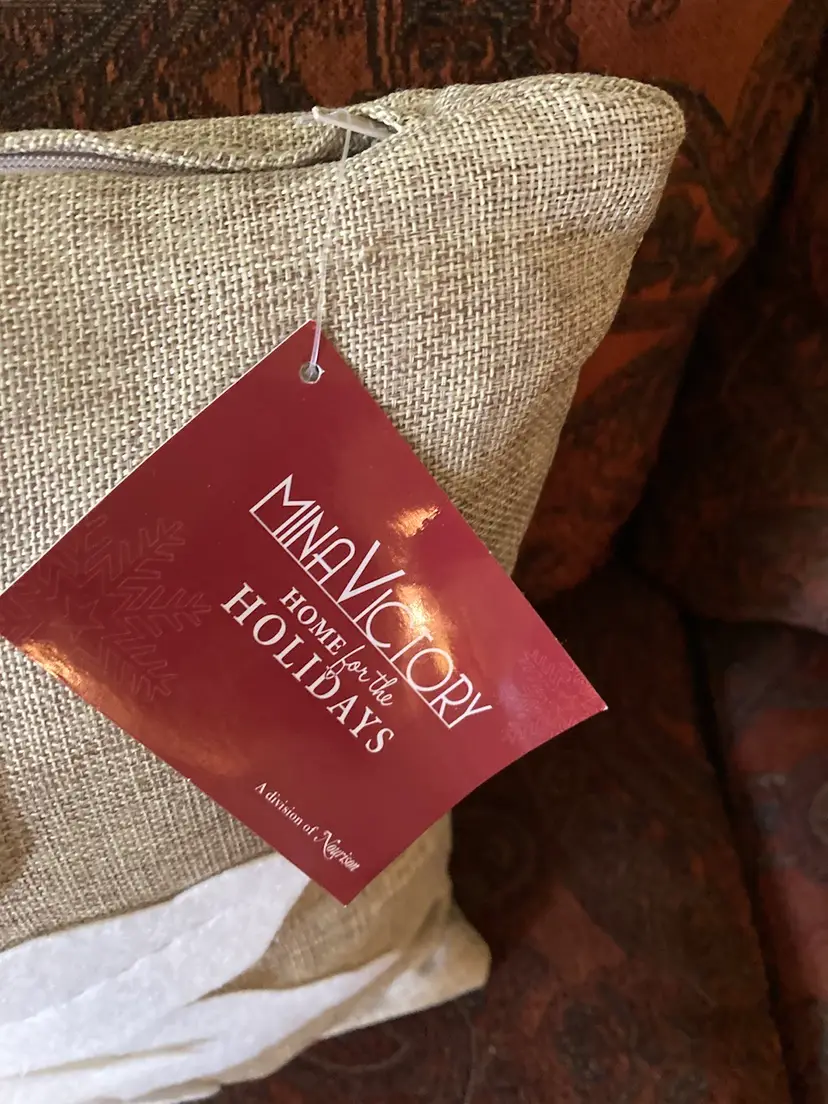 MINA VICTORY
HOME for the
HOLIDAYS
A division of Nourison